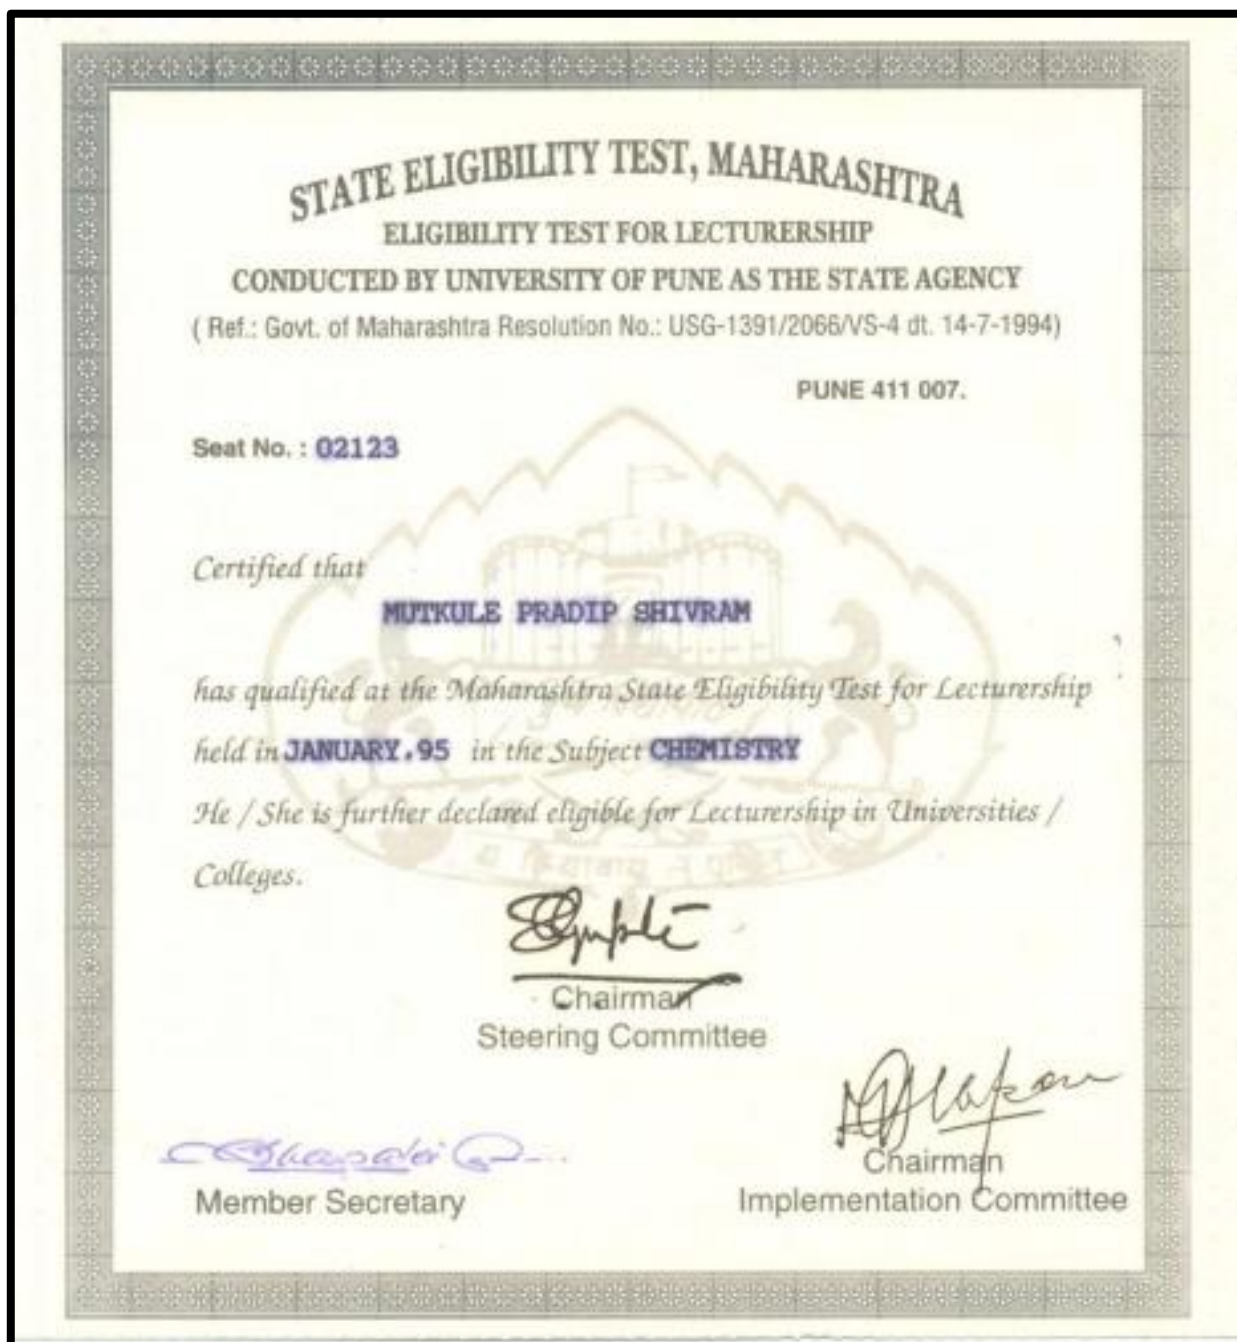 STATE ELIGIBILITY TEST, MAHARASHTRA
ELIGIBILITY TEST FOR LECTURERSHIP
CONDUCTED BY UNIVERSITY OF PUNE AS THE STATE AGENCY
( Ref.: Govt. of Maharashtra Resolution No.: USG-1391/2066/VS-4 dt. 14-7-1994)
PUNE 411 007.
Seat No. : 02123
Certified that
MUTKULE PRADIP SHIVRAM
has qualified at the Maharashtra State Eligibility Test for Lecturership
held in JANUARY.95 in the Subject CHEMISTRY
He / She is further declared eligible for Lecturership in Universities /
Colleges.
Chairman
Steering Committee
Chairman
Member Secretary
Implementation Committee